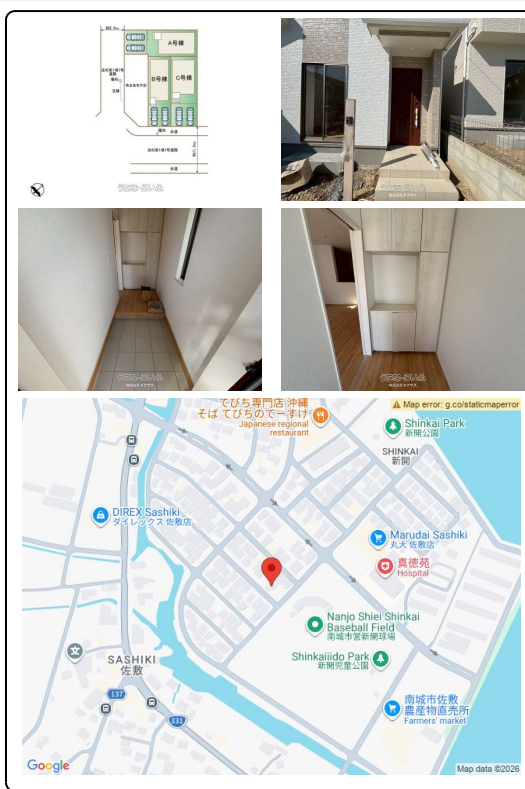 A号棟
B号棟
C号棟
てびち専門店 沖縄
そば てびちのでーすけ
Japanese regional
restaurant
Map error: g.co/staticmaperror
Shinkai Park
新開公園
SHINKAI
新開
DIREX Sashiki
ダイレックス 佐敷
Marudai Sashiki
丸大 佐敷店
真徳苑
Hospital
Nanjo Shiei Shinkai
Baseball Field
南城市営新開球場
Shinkaiiido Park
新開児童公園
SASHIKI
佐敷
137
331
南城市佐敷
農産物直売所
Farmers' market
Google
Map data ©2026